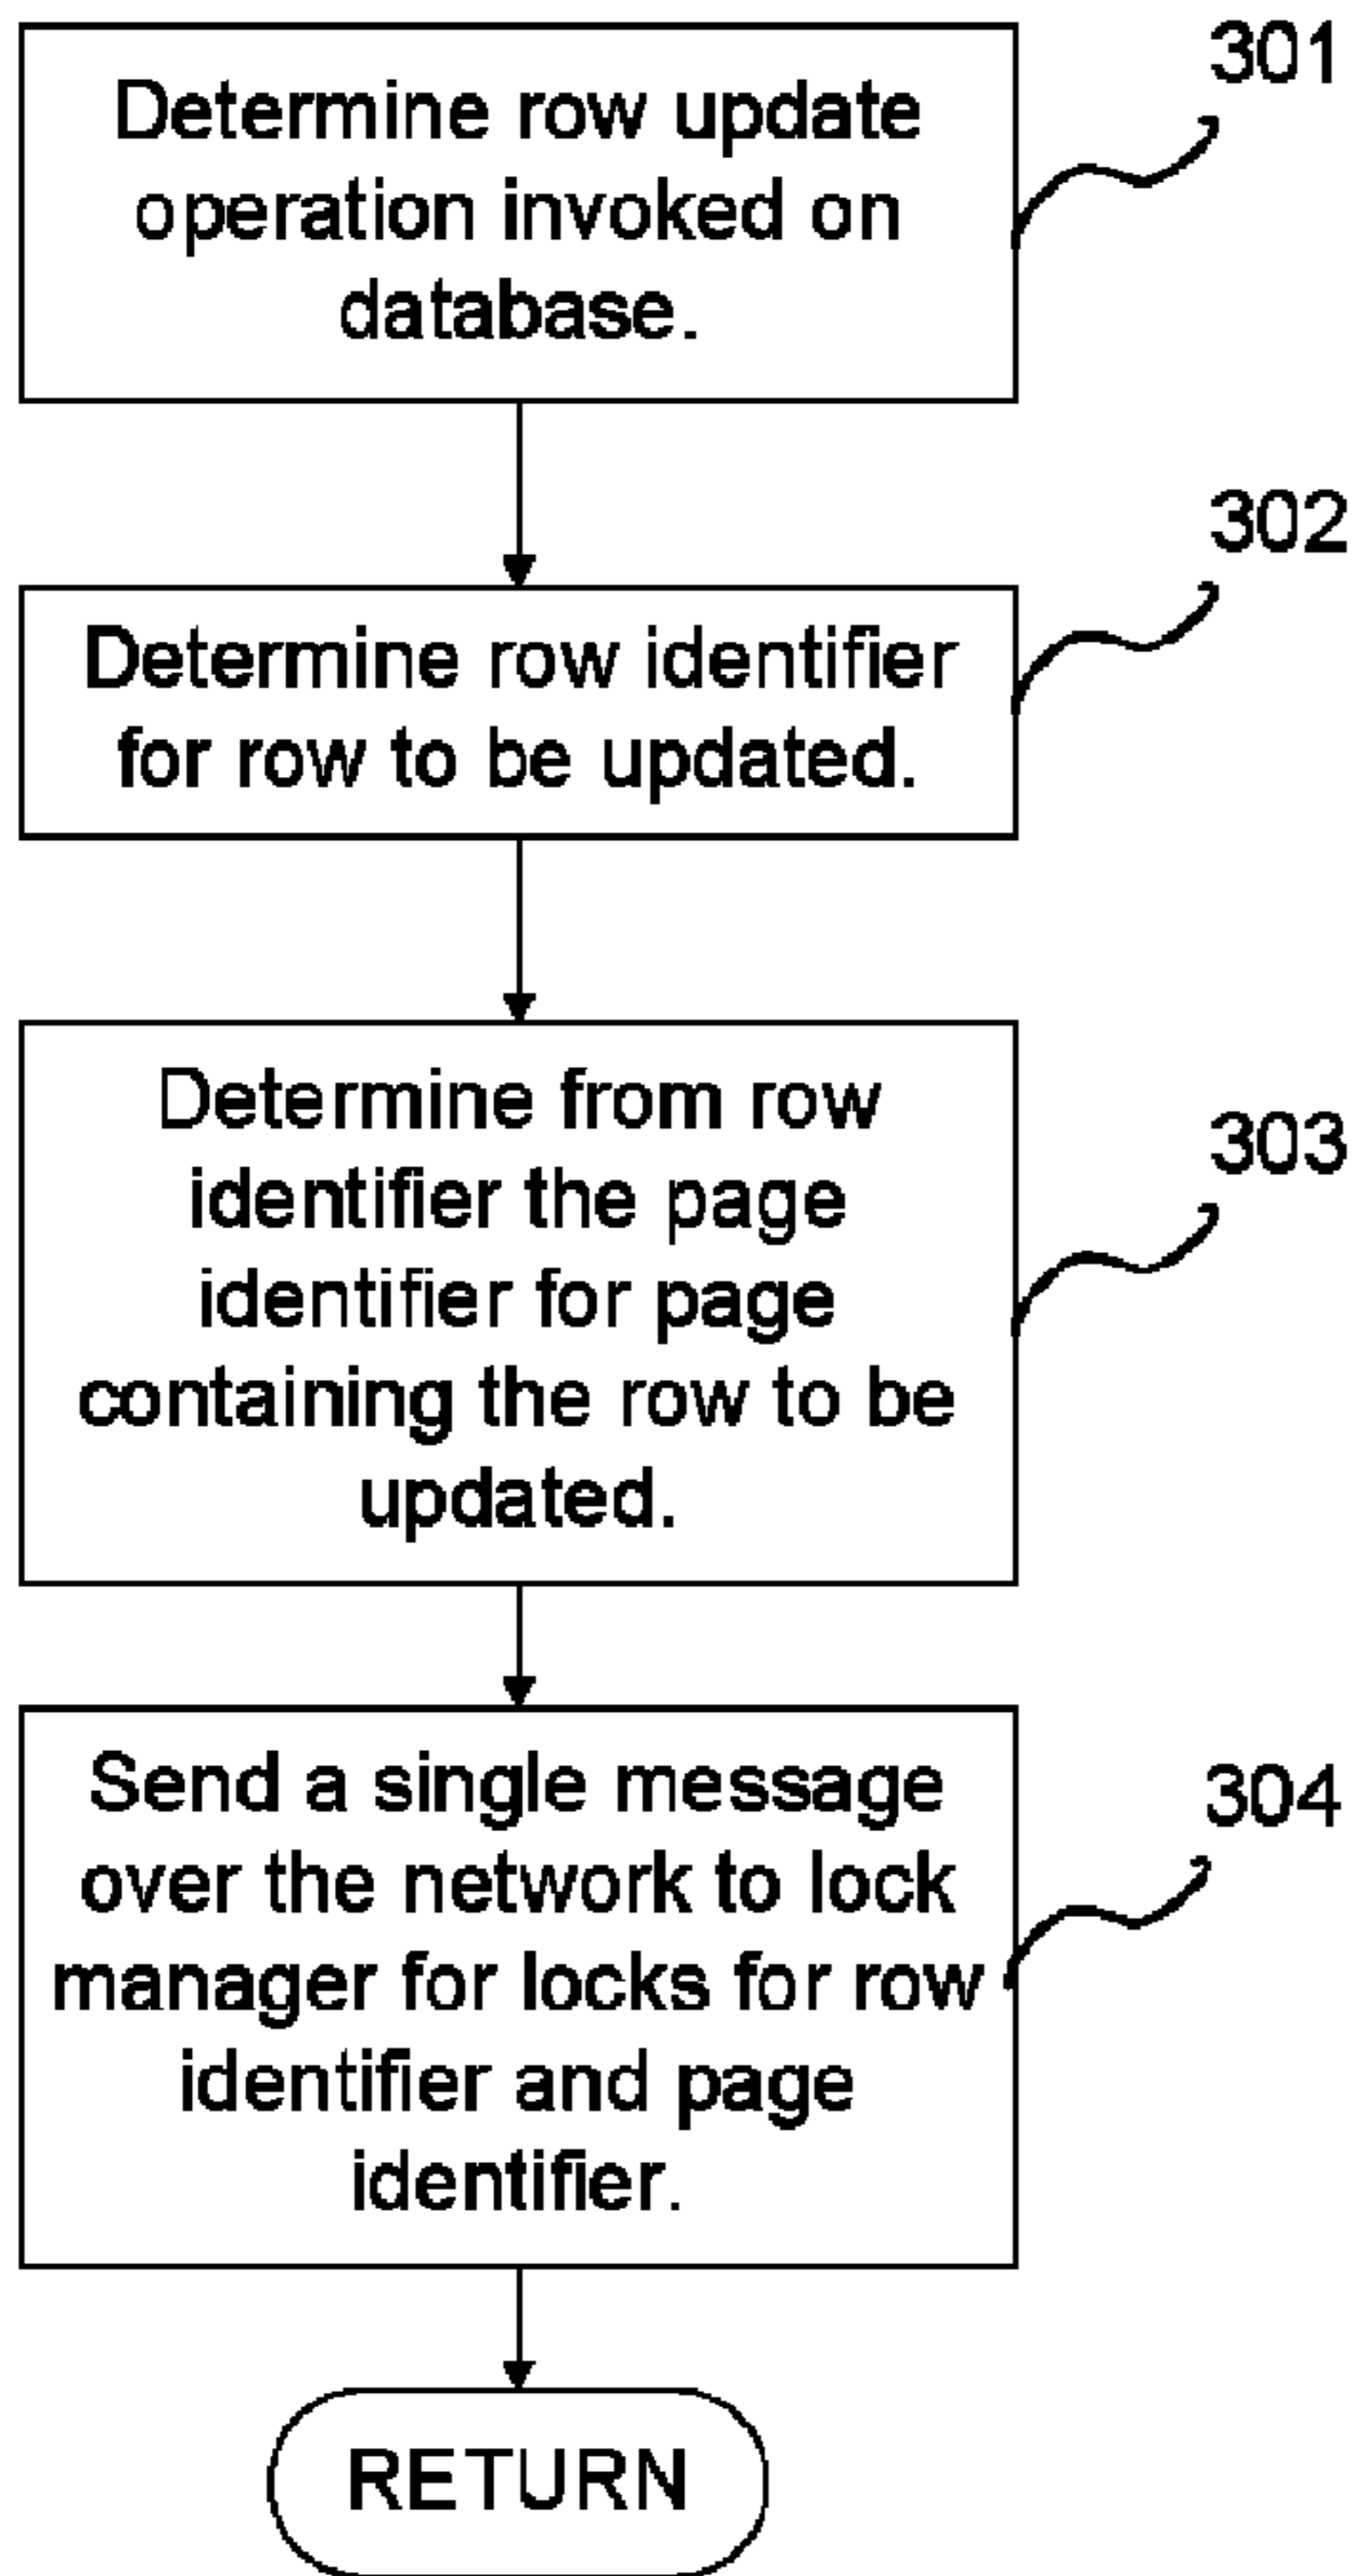 301
Determine row update
operation invoked on
database.
302
Determine row identifier
for row to be updated.
Determine from row
identifier the page
303
identifier for page
containing the row to be
updated.
Send a single message
304
over the network to lock
manager for locks for row
identifier and page
identifier.
RETURN